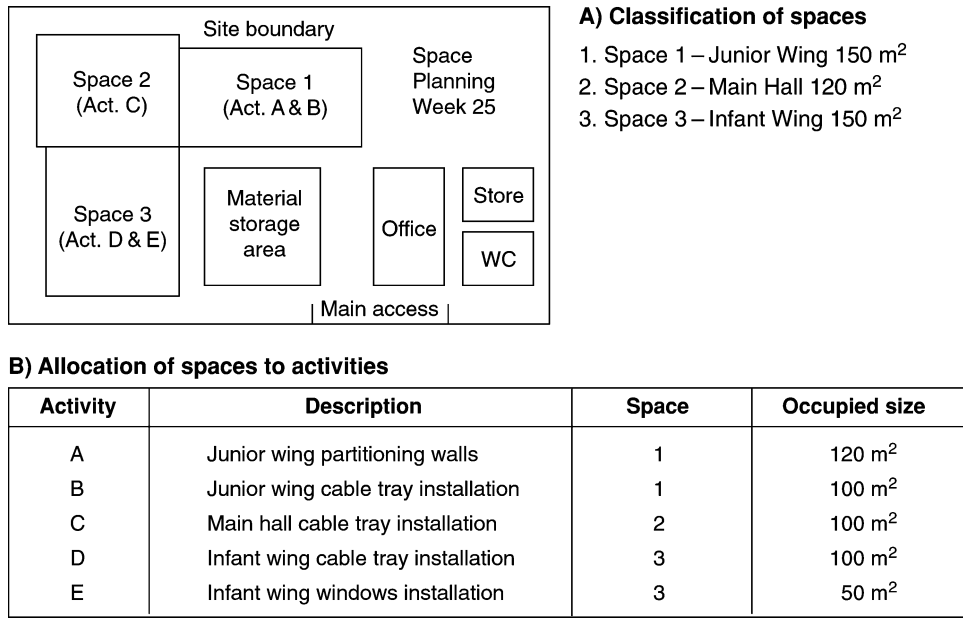 Site boundary
Space 2
(Act. C)
Space 1
(Act. A & B)
Space
Planning
Week 25
Space 3
(Act. D & E)
Material
storage
area
Office
Store
WC
Main access
A) Classification of spaces
1. Space 1 – Junior Wing 150 m²
2. Space 2 – Main Hall 120 m²
3. Space 3 – Infant Wing 150 m²
B) Allocation of spaces to activities
Activity Description Space Occupied size
A Junior wing partitioning walls 1 120 m²
B Junior wing cable tray installation 1 100 m²
C Main hall cable tray installation 2 100 m²
D Infant wing cable tray installation 3 100 m²
E Infant wing windows installation 3 50 m²